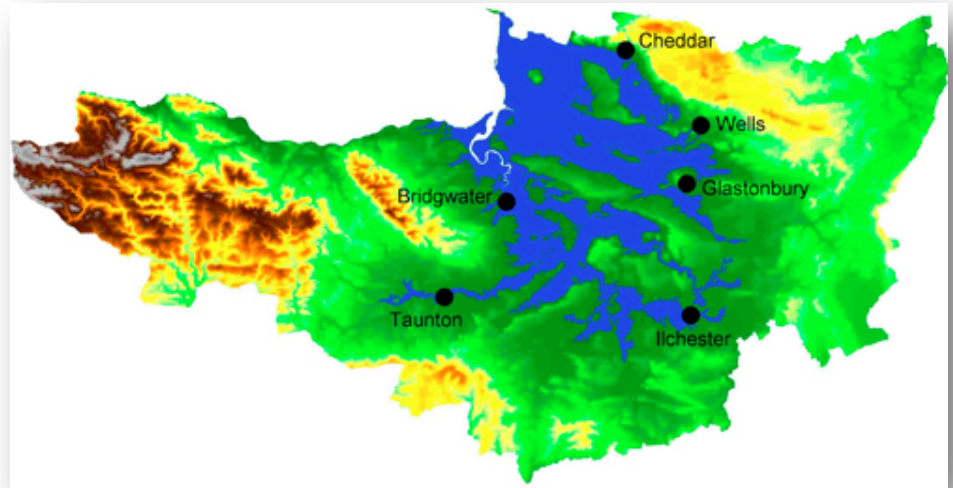 Cheddar
Wells
Glastonbury
Bridgwater
Taunton
Ilchester